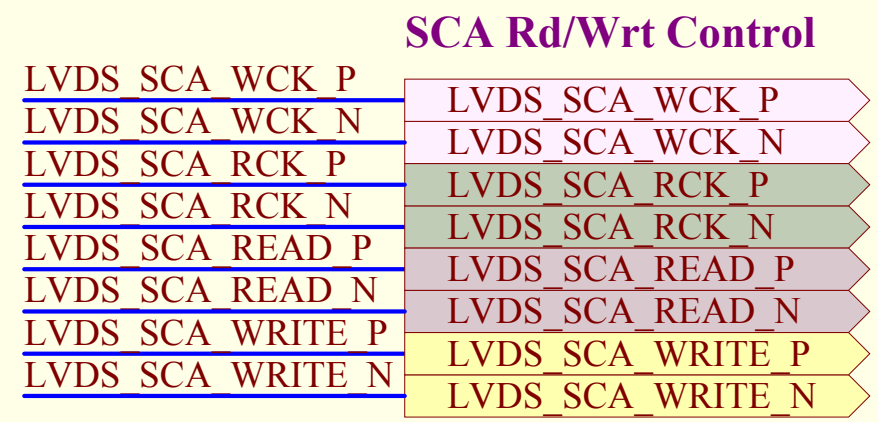 SCA Rd/Wrt Control
LVDS_SCA_WCK_P
LVDS_SCA_WCK_P
LVDS_SCA_WCK_N
LVDS_SCA_WCK_N
LVDS_SCA_RCK_P
LVDS_SCA_RCK_P
LVDS_SCA_RCK_N
LVDS_SCA_RCK_N
LVDS_SCA_READ_P
LVDS_SCA_READ_P
LVDS_SCA_READ_N
LVDS_SCA_READ_N
LVDS_SCA_WRITE_P
LVDS_SCA_WRITE_P
LVDS_SCA_WRITE_N
LVDS_SCA_WRITE_N